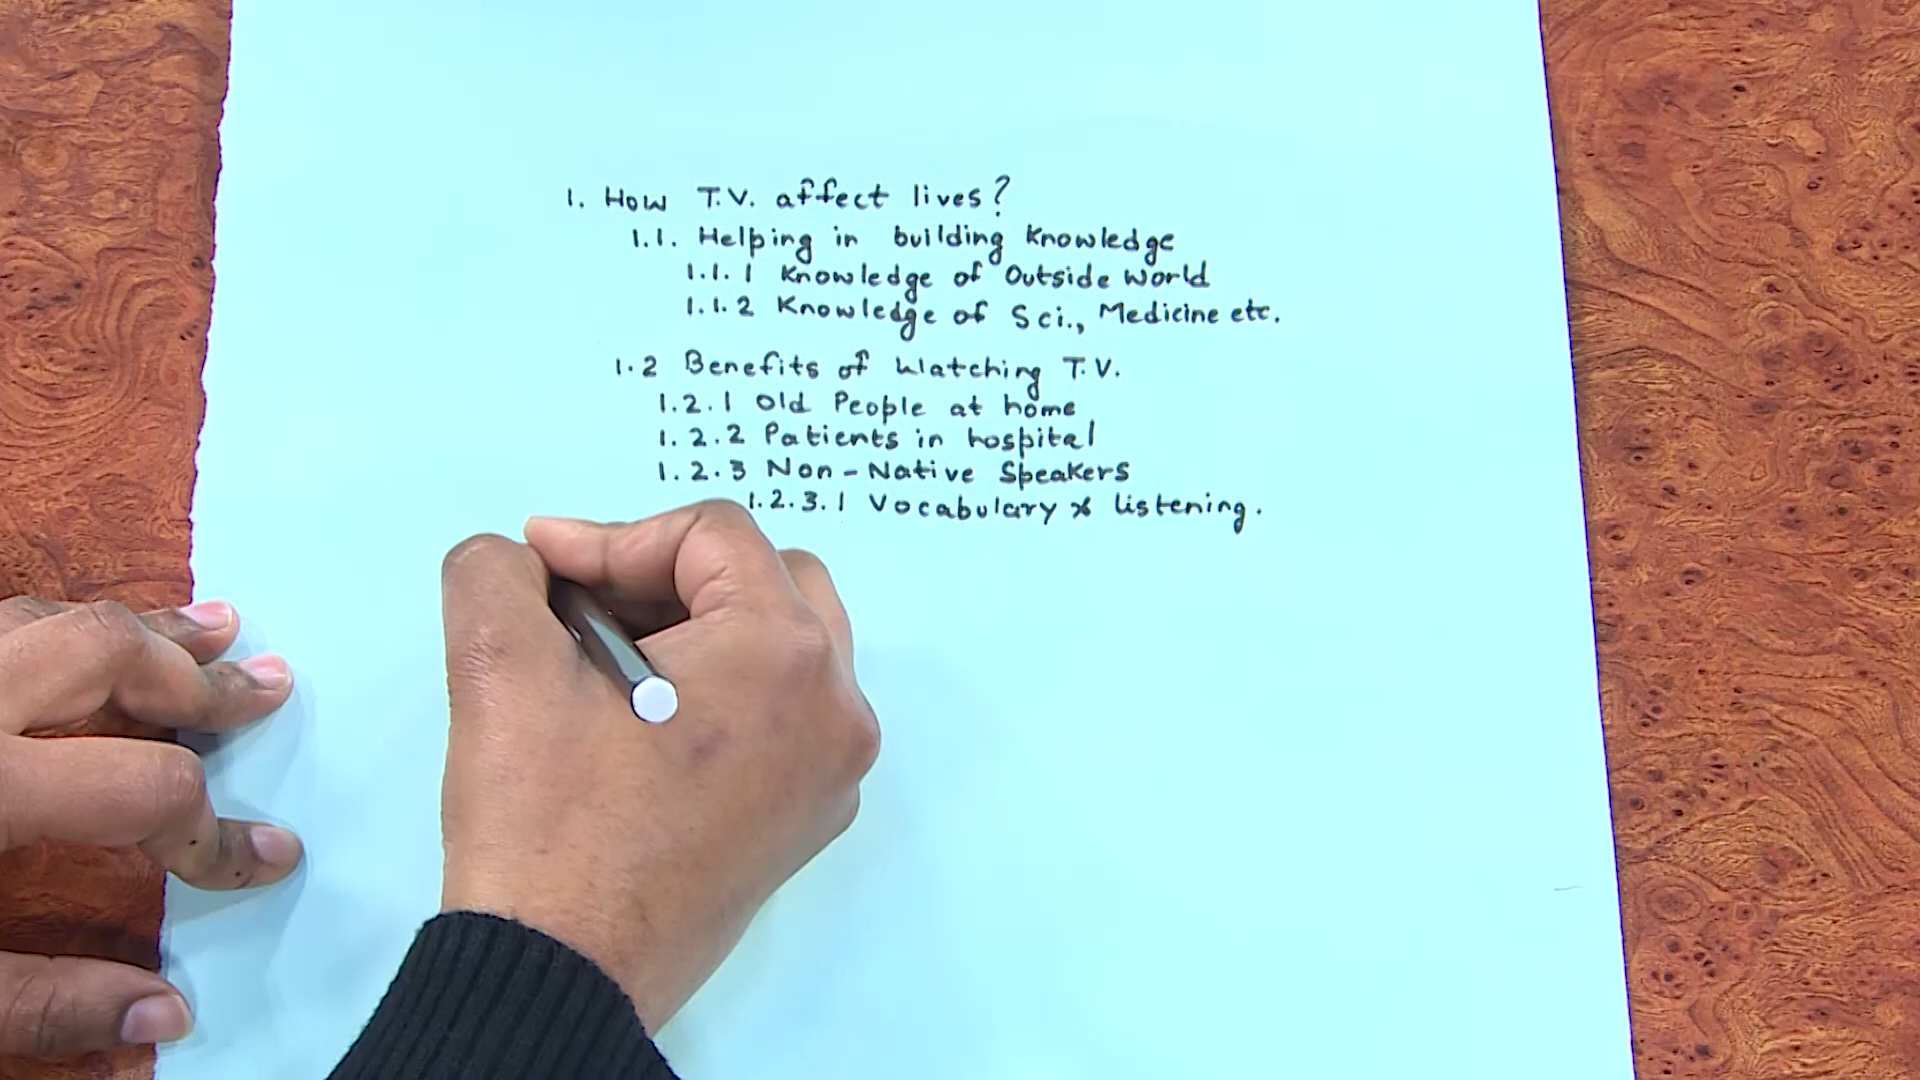 1. How T.V. affect lives?
1.1. Helping in building Knowledge
1.1.1 Knowledge of Outside World
1.1.2 Knowledge of Sci., Medicine etc.
1.2 Benefits of Watching T.V.
1.2.1 Old People at home
1.2.2 Patients in hospital
1.2.3 Non-Native Speakers
1.2.3.1 Vocabulary & listening.